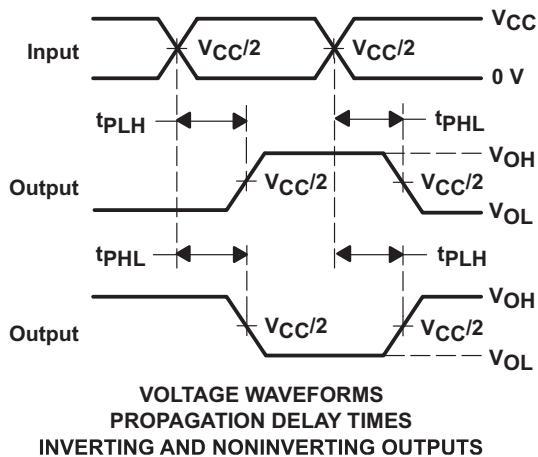 VCC
Input VCC/2 VCC/2
0 V
tPLH tPHL
VOH
Output VCC/2 VCC/2
VOL
tPHL tPLH
VOH
Output VCC/2 VCC/2
VOL
VOLTAGE WAVEFORMS
PROPAGATION DELAY TIMES
INVERTING AND NONINVERTING OUTPUTS